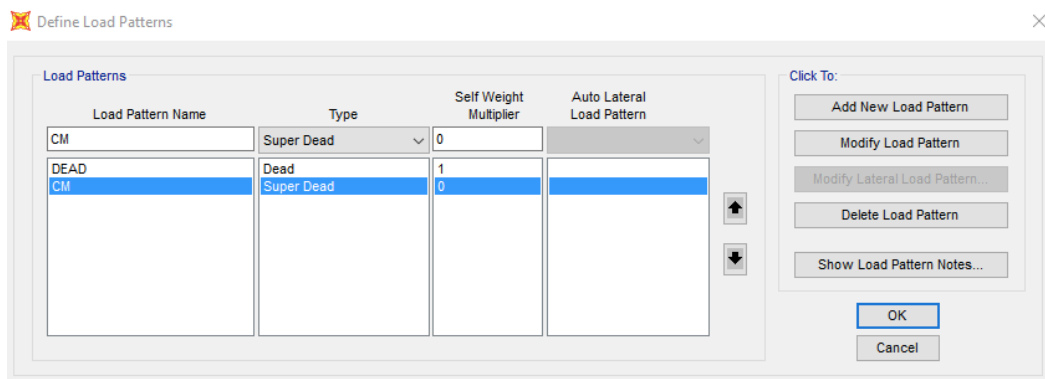 Define Load Patterns
Load Patterns
Load Pattern Name Type Self Weight Multiplier Auto Lateral Load Pattern
CM Super Dead 0
DEAD Dead 1
CM Super Dead 0
Click To:
Add New Load Pattern
Modify Load Pattern
Modify Lateral Load Pattern...
Delete Load Pattern
Show Load Pattern Notes...
OK
Cancel